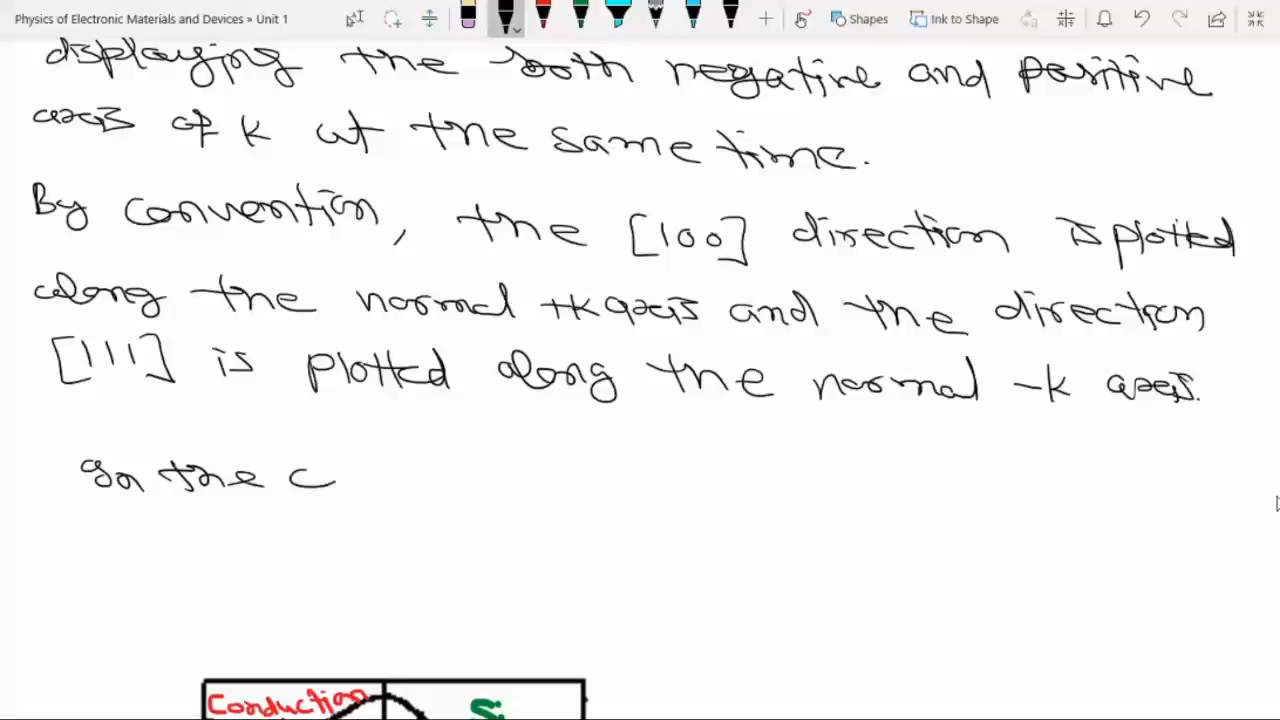 Physics of Electronic Materials and Devices » Unit 1
Shapes
Ink to Shape
displaying the both negative and positive
axis of k at the same time.
By convention, the [100] direction is plotted
along the normal +k axis and the direction
[111] is plotted along the normal -k axis.
In the c
Conduction
Si